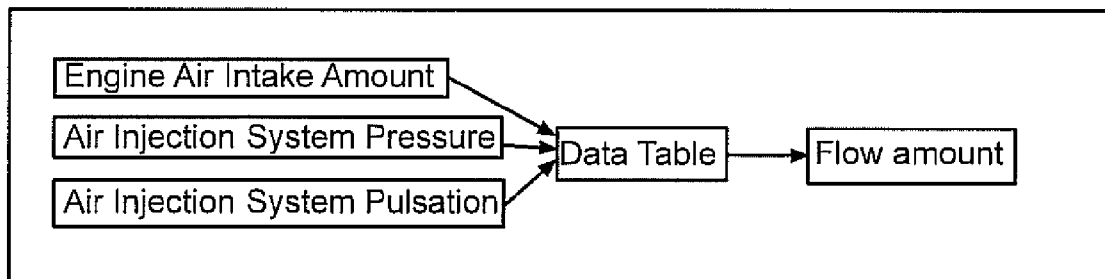 Engine Air Intake Amount
Air Injection System Pressure
Air Injection System Pulsation
Data Table
Flow amount